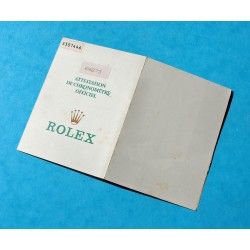 ATTESTATION
DE CHRONOMÈTRE
OFFICIEL
ROLEX